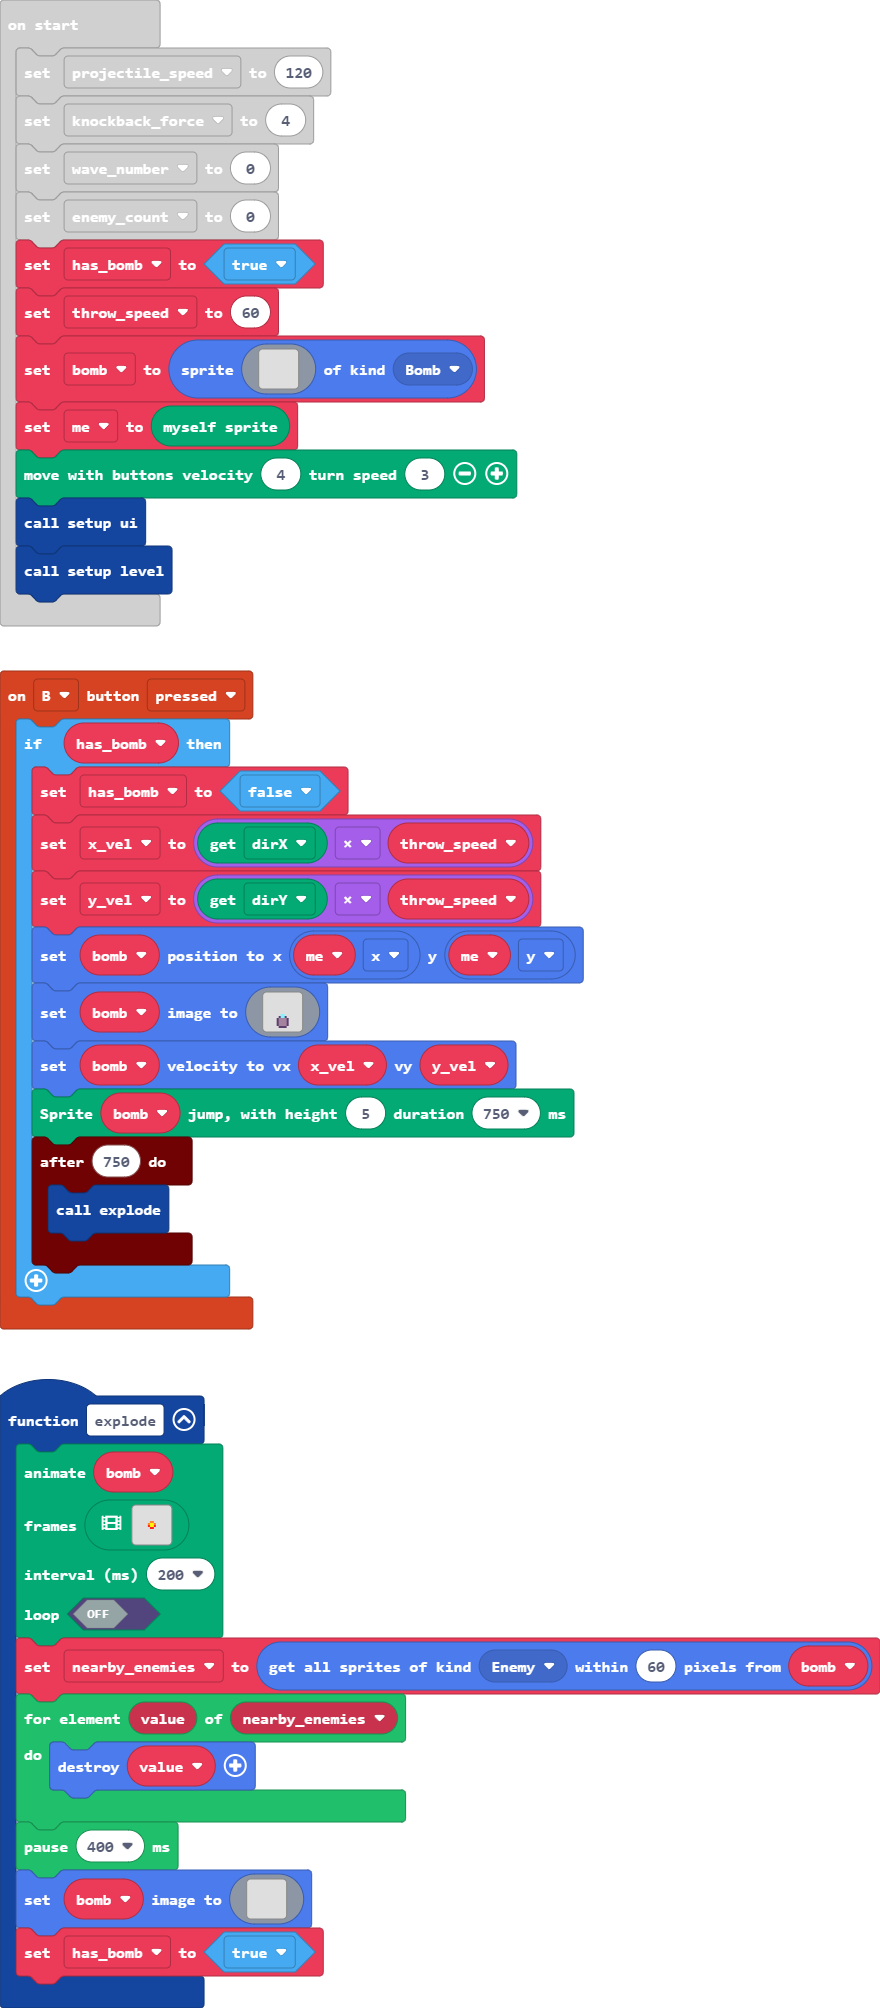 on start
set projectile_speed to 120
set knockback_force to 4
set wave_number to 0
set enemy_count to 0
set has_bomb to true
set throw_speed to 60
set bomb to sprite of kind Bomb
set me to myself sprite
move with buttons velocity 4 turn speed 3
call setup ui
call setup level
on B button pressed
if has_bomb then
set has_bomb to false
set x_vel to get dirX × throw_speed
set y_vel to get dirY × throw_speed
set bomb position to x me x y me y
set bomb image to
set bomb velocity to vx x_vel vy y_vel
Sprite bomb jump, with height 5 duration 750 ms
after 750 do
call explode
function explode
animate bomb
frames
interval (ms) 200
loop OFF
set nearby_enemies to get all sprites of kind Enemy within 60 pixels from bomb
for element value of nearby_enemies
do destroy value
pause 400 ms
set bomb image to
set has_bomb to true